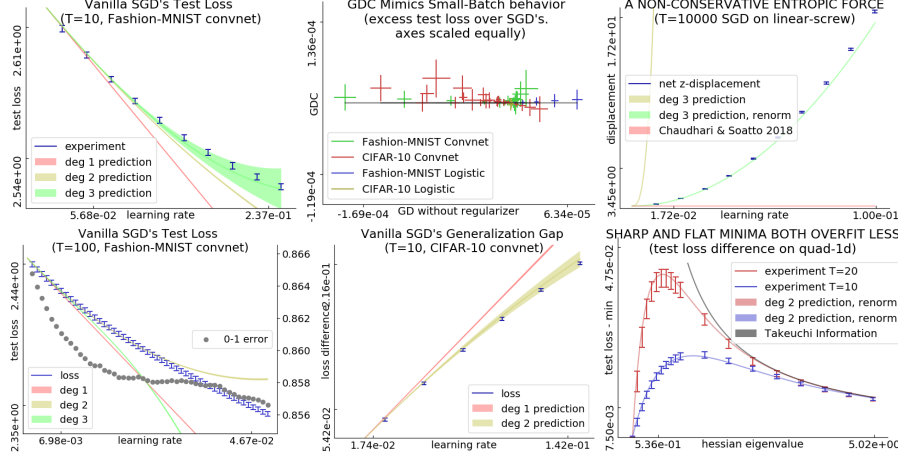 Vanilla SGD's Test Loss
(T=10, Fashion-MNIST convnet)
test loss
2.61e+00
2.54e+00
experiment
deg 1 prediction
deg 2 prediction
deg 3 prediction
5.68e-02
learning rate
2.37e-01
GDC Mimics Small-Batch behavior
(excess test loss over SGD's.
axes scaled equally)
GDC
1.36e-04
-1.19e-04
Fashion-MNIST Convnet
CIFAR-10 Convnet
Fashion-MNIST Logistic
CIFAR-10 Logistic
-1.69e-04
GD without regularizer
6.34e-05
A NON-CONSERVATIVE ENTROPIC FORCE
(T=10000 SGD on linear-screw)
displacement
1.72e+01
3.45e+00
net z-displacement
deg 3 prediction
deg 3 prediction, renorm
Chaudhari & Soatto 2018
1.72e-02
learning rate
1.00e-01
Vanilla SGD's Test Loss
(T=100, Fashion-MNIST convnet)
test loss
2.44e+00
2.35e+00
0.866
0.864
0.862
0.860
0.858
0.856
0-1 error
loss
deg 1
deg 2
deg 3
6.98e-03
learning rate
4.67e-02
Vanilla SGD's Generalization Gap
(T=10, CIFAR-10 convnet)
loss difference
2.16e-01
5.42e-02
loss
deg 1 prediction
deg 2 prediction
1.74e-02
learning rate
1.42e-01
SHARP AND FLAT MINIMA BOTH OVERFIT LESS
(test loss difference on quad-1d)
test loss - min
4.75e-02
7.50e-03
experiment T=20
experiment T=10
deg 2 prediction, renorm
deg 2 prediction, renorm
Takeuchi Information
5.36e-01
hessian eigenvalue
5.02e+00